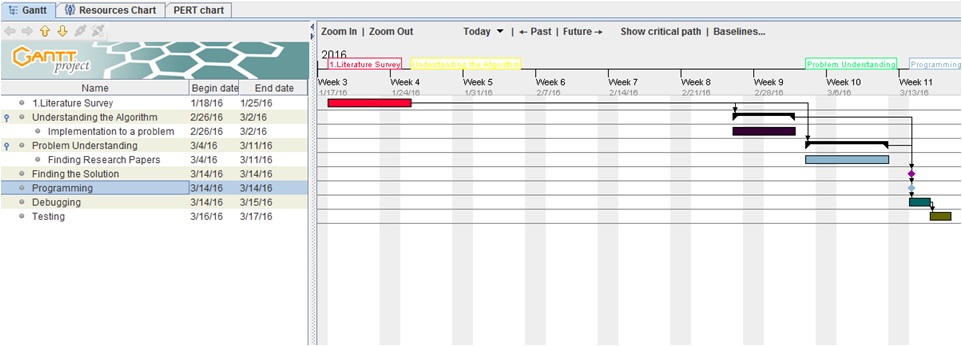 Gantt Resources Chart PERT chart
Zoom In | Zoom Out Today | ← Past | Future → Show critical path | Baselines...
GANTT
project
2016
1.Literature Survey Understanding the Algorithm Problem Understanding Programming
Week 3 Week 4 Week 5 Week 6 Week 7 Week 8 Week 9 Week 10 Week 11
1/17/16 1/24/16 1/31/16 2/7/16 2/14/16 2/21/16 2/28/16 3/6/16 3/13/16
Name Begin date End date
1.Literature Survey 1/18/16 1/25/16
Understanding the Algorithm 2/26/16 3/2/16
Implementation to a problem 2/26/16 3/2/16
Problem Understanding 3/4/16 3/11/16
Finding Research Papers 3/4/16 3/11/16
Finding the Solution 3/14/16 3/14/16
Programming 3/14/16 3/14/16
Debugging 3/14/16 3/15/16
Testing 3/16/16 3/17/16